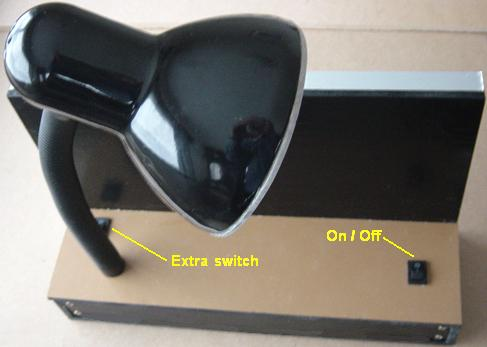 On / Off
Extra switch